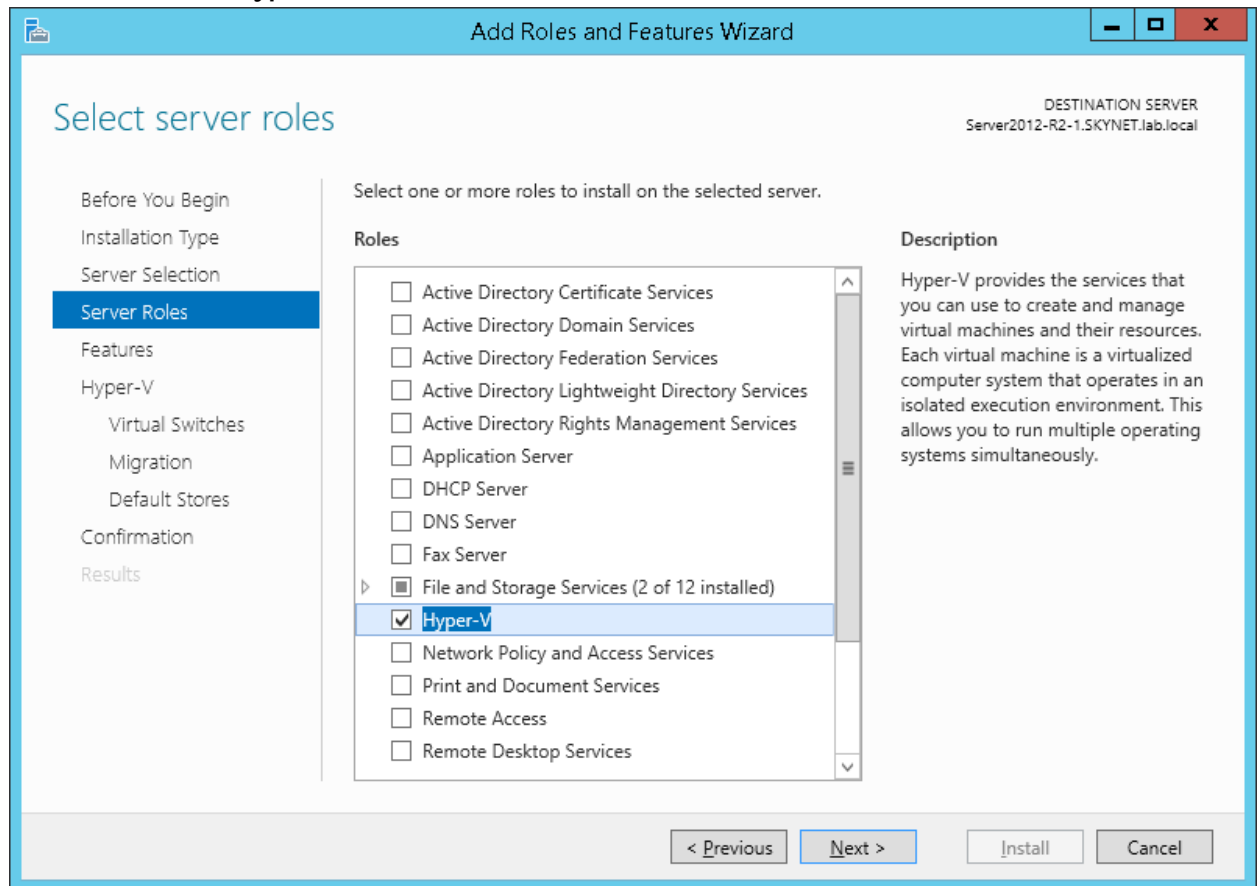 Add Roles and Features Wizard
Select server roles
DESTINATION SERVER
Server2012-R2-1.SKYNET.lab.local
Before You Begin
Installation Type
Server Selection
Server Roles
Features
Hyper-V
Virtual Switches
Migration
Default Stores
Confirmation
Results
Select one or more roles to install on the selected server.
Roles
Active Directory Certificate Services
Active Directory Domain Services
Active Directory Federation Services
Active Directory Lightweight Directory Services
Active Directory Rights Management Services
Application Server
DHCP Server
DNS Server
Fax Server
File and Storage Services (2 of 12 installed)
Hyper-V
Network Policy and Access Services
Print and Document Services
Remote Access
Remote Desktop Services
Description
Hyper-V provides the services that
you can use to create and manage
virtual machines and their resources.
Each virtual machine is a virtualized
computer system that operates in an
isolated execution environment. This
allows you to run multiple operating
systems simultaneously.
< Previous
Next >
Install
Cancel